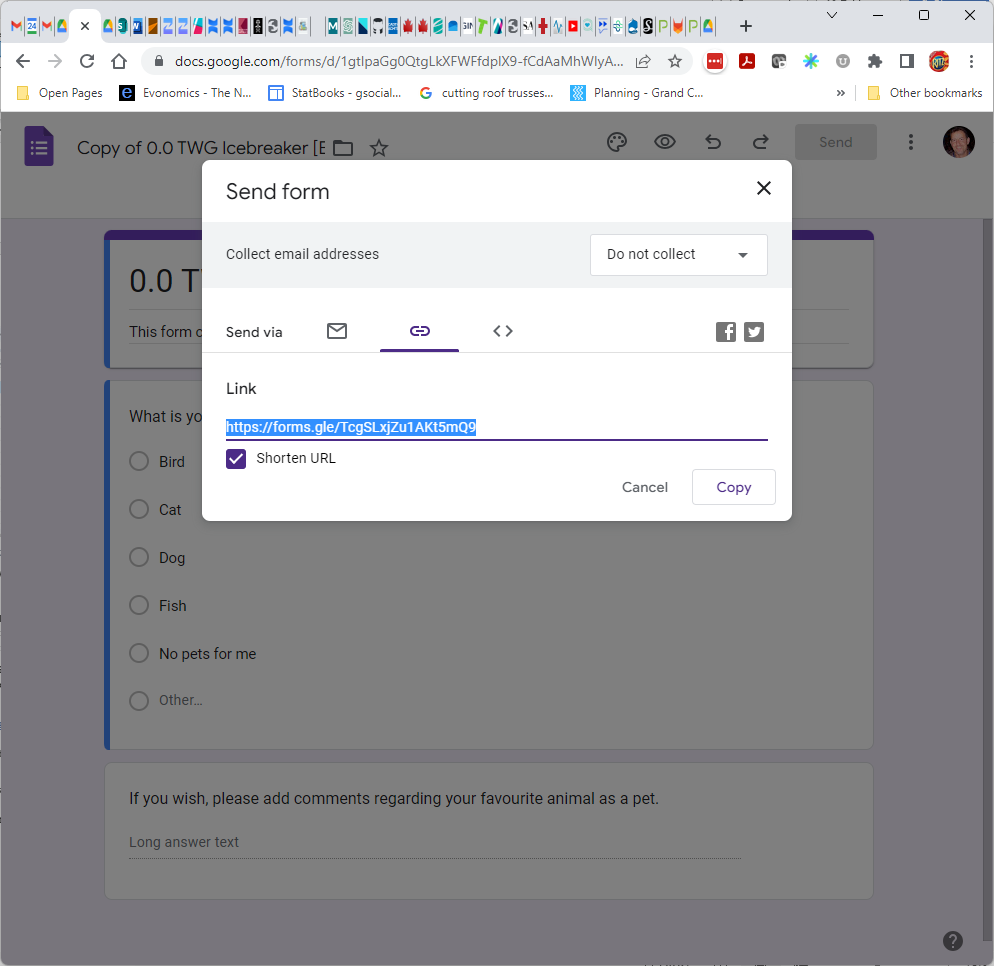 24
docs.google.com/forms/d/1gtIpaGg0QtgLkXFWFfdpIX9-fCdAaMhWIyA...
Open Pages
e Evonomics - The N...
StatBooks - gsocial...
G cutting roof trusses...
Planning - Grand C...
»
Other bookmarks
Copy of 0.0 TWG Icebreaker [E
Send
Send form
Collect email addresses
Do not collect
0.0 T
This form c
Send via
Link
https://forms.gle/TcgSLxjZu1AKt5mQ9
Shorten URL
Cancel
Copy
What is yo
Bird
Cat
Dog
Fish
No pets for me
Other...
If you wish, please add comments regarding your favourite animal as a pet.
Long answer text